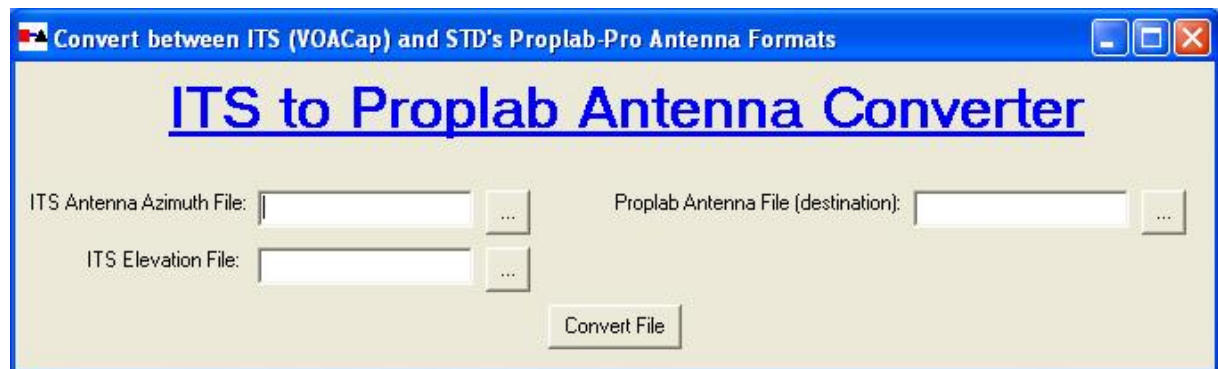 Convert between ITS (VOACap) and STD's Proplab-Pro Antenna Formats
ITS to Proplab Antenna Converter
ITS Antenna Azimuth File: ... Proplab Antenna File (destination): ...
ITS Elevation File: ...
Convert File